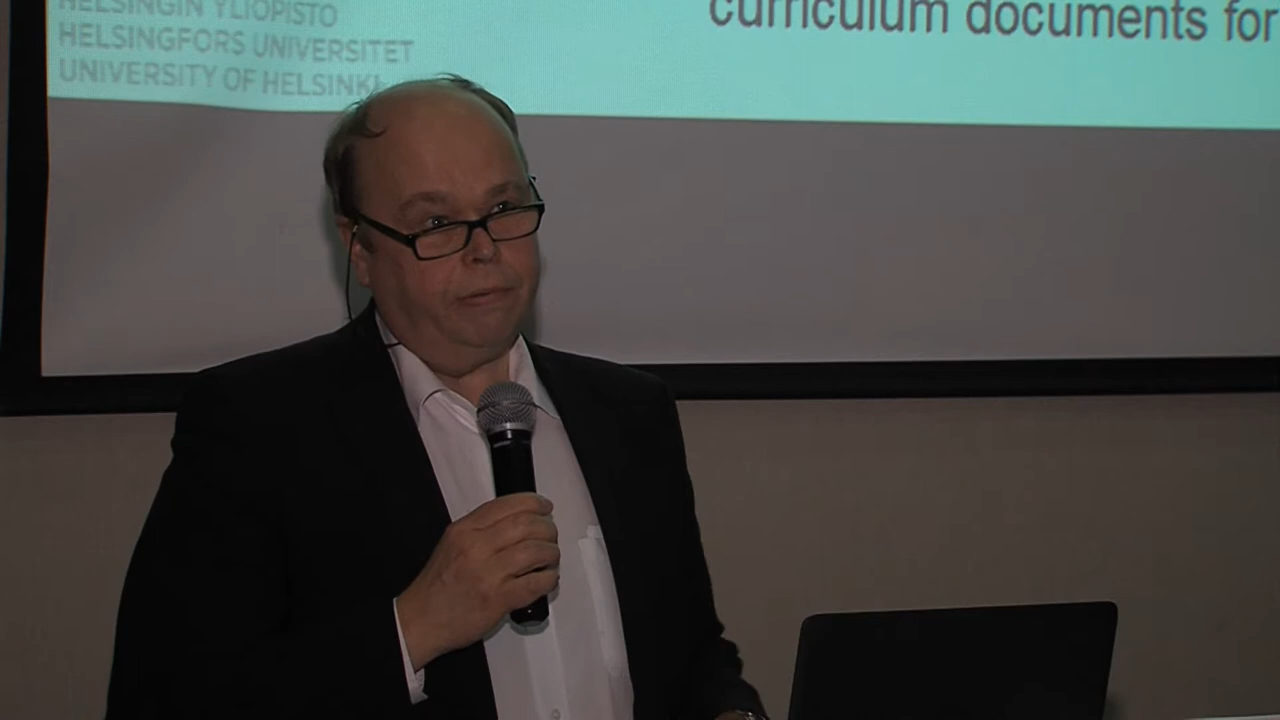 HELSINGIN YLIOPISTO
HELSINGFORS UNIVERSITET
UNIVERSITY OF HELSINKI
curriculum documents for